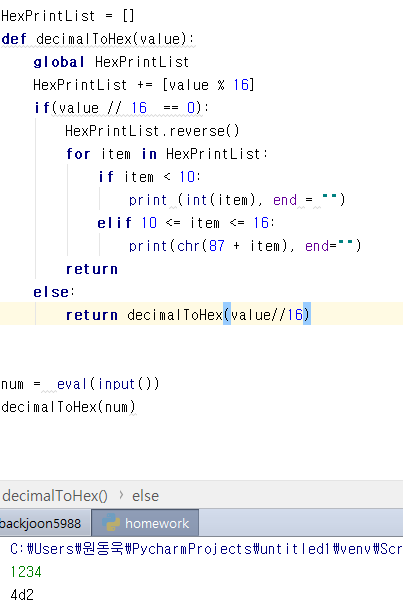 HexPrintList = []
def decimalToHex(value):
    global HexPrintList
    HexPrintList += [value % 16]
    if(value // 16  == 0):
        HexPrintList.reverse()
        for item in HexPrintList:
            if item < 10:
                print (int(item), end = "")
            elif 10 <= item <= 16:
                print(chr(87 + item), end="")
        return
    else:
        return decimalToHex(value//16)
num =  eval(input())
decimalToHex(num)
decimalToHex() › else
backjoon5988 homework
C:₩Users₩원동욱₩PycharmProjects₩untitled1₩venv₩Scr
1234
4d2